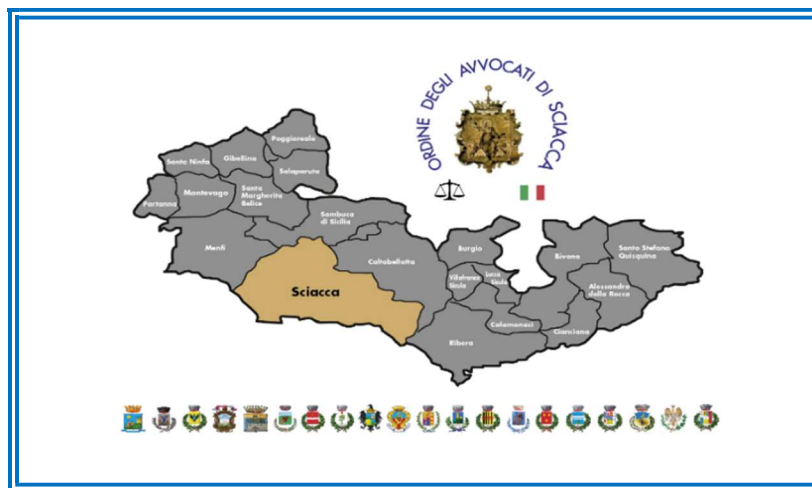 ORDINE DEGLI AVVOCATI DI SCIACCA
Poggioreale
Santa Ninfa
Gibellina
Salaparuta
Partanna
Montevago
Santa
Margherita
Belice
Sambuca
di Sicilia
Menfi
Sciacca
Caltabellotta
Burgio
Villafranca
Sicula
Lucca
Sicula
Bivona
Santo Stefano
Quisquina
Alessandria
della Rocca
Calamonaci
Cianciana
Ribera